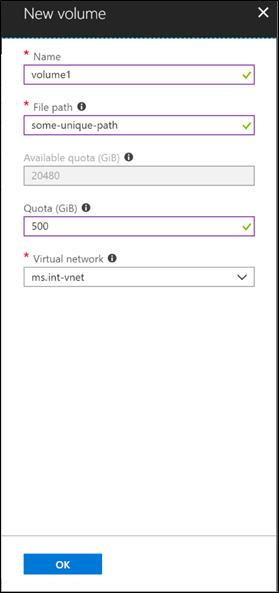 New volume
* Name
volume1
* File path
some-unique-path
Available quota (GiB)
20480
Quota (GiB)
500
* Virtual network
ms.int-vnet
OK